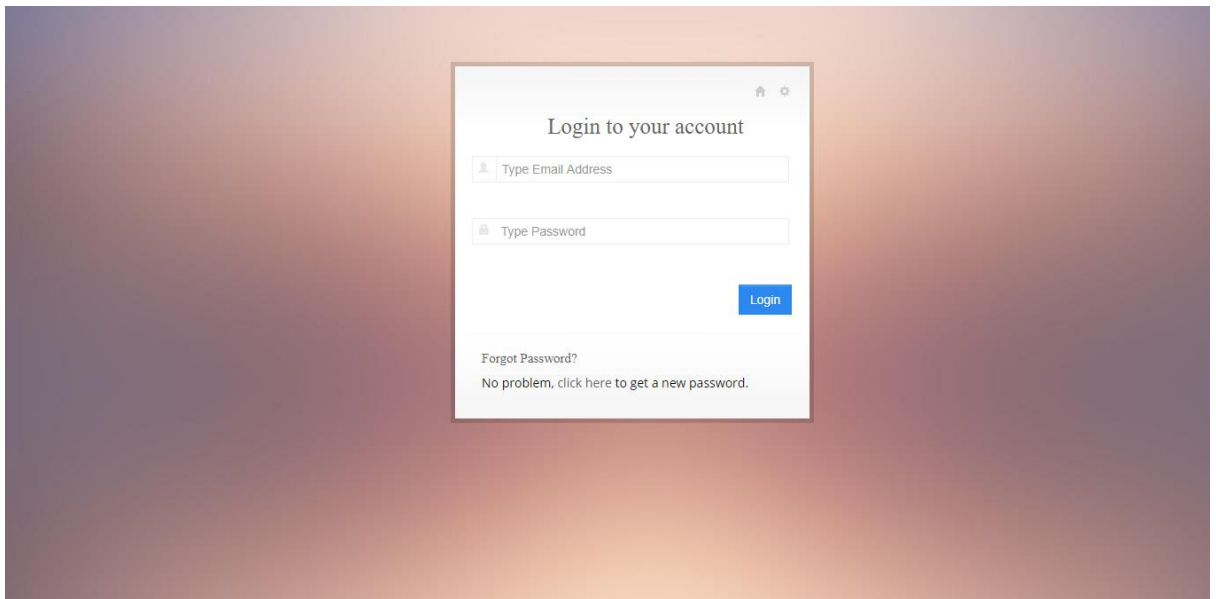 Login to your account
Type Email Address
Type Password
Login
Forgot Password?
No problem, click here to get a new password.